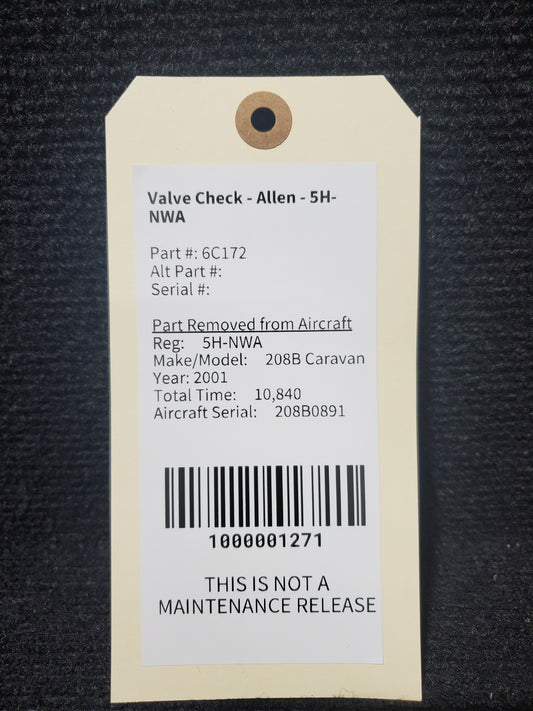 Valve Check - Allen - 5H-
NWA
Part #: 6C172
Alt Part #:
Serial #:
Part Removed from Aircraft
Reg: 5H-NWA
Make/Model: 208B Caravan
Year: 2001
Total Time: 10,840
Aircraft Serial: 208B0891
1000001271
THIS IS NOT A
MAINTENANCE RELEASE